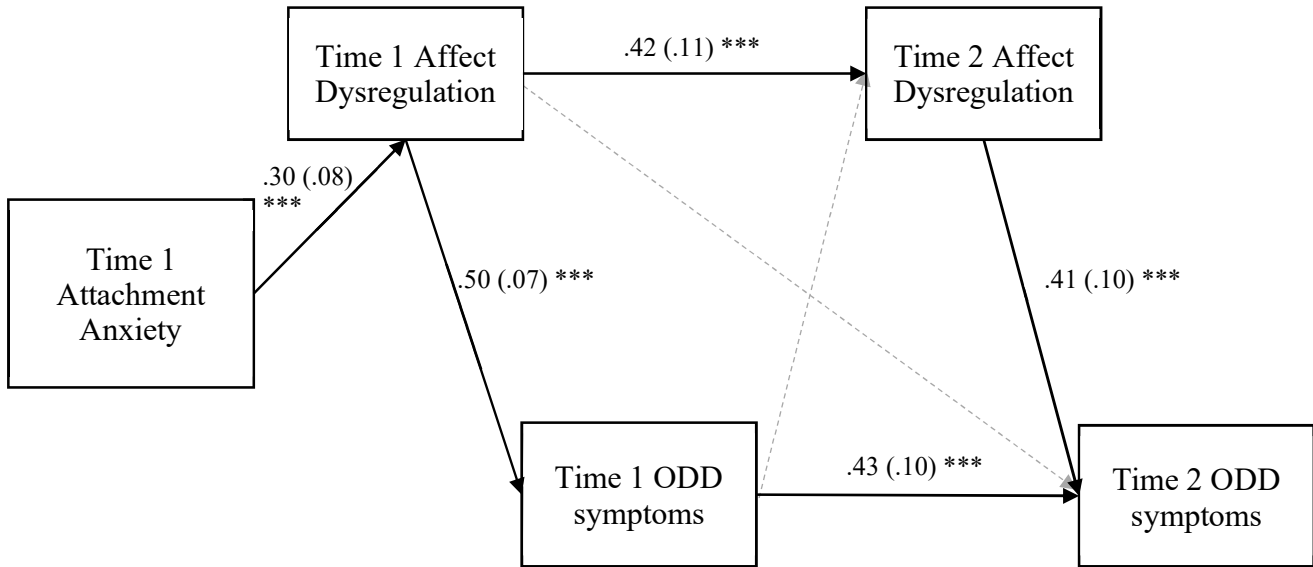 Time 1 Affect
Dysregulation
.42 (.11) ***
Time 2 Affect
Dysregulation
.30 (.08)
***
Time 1
Attachment
Anxiety
.50 (.07) ***
.41 (.10) ***
Time 1 ODD
symptoms
.43 (.10) ***
Time 2 ODD
symptoms